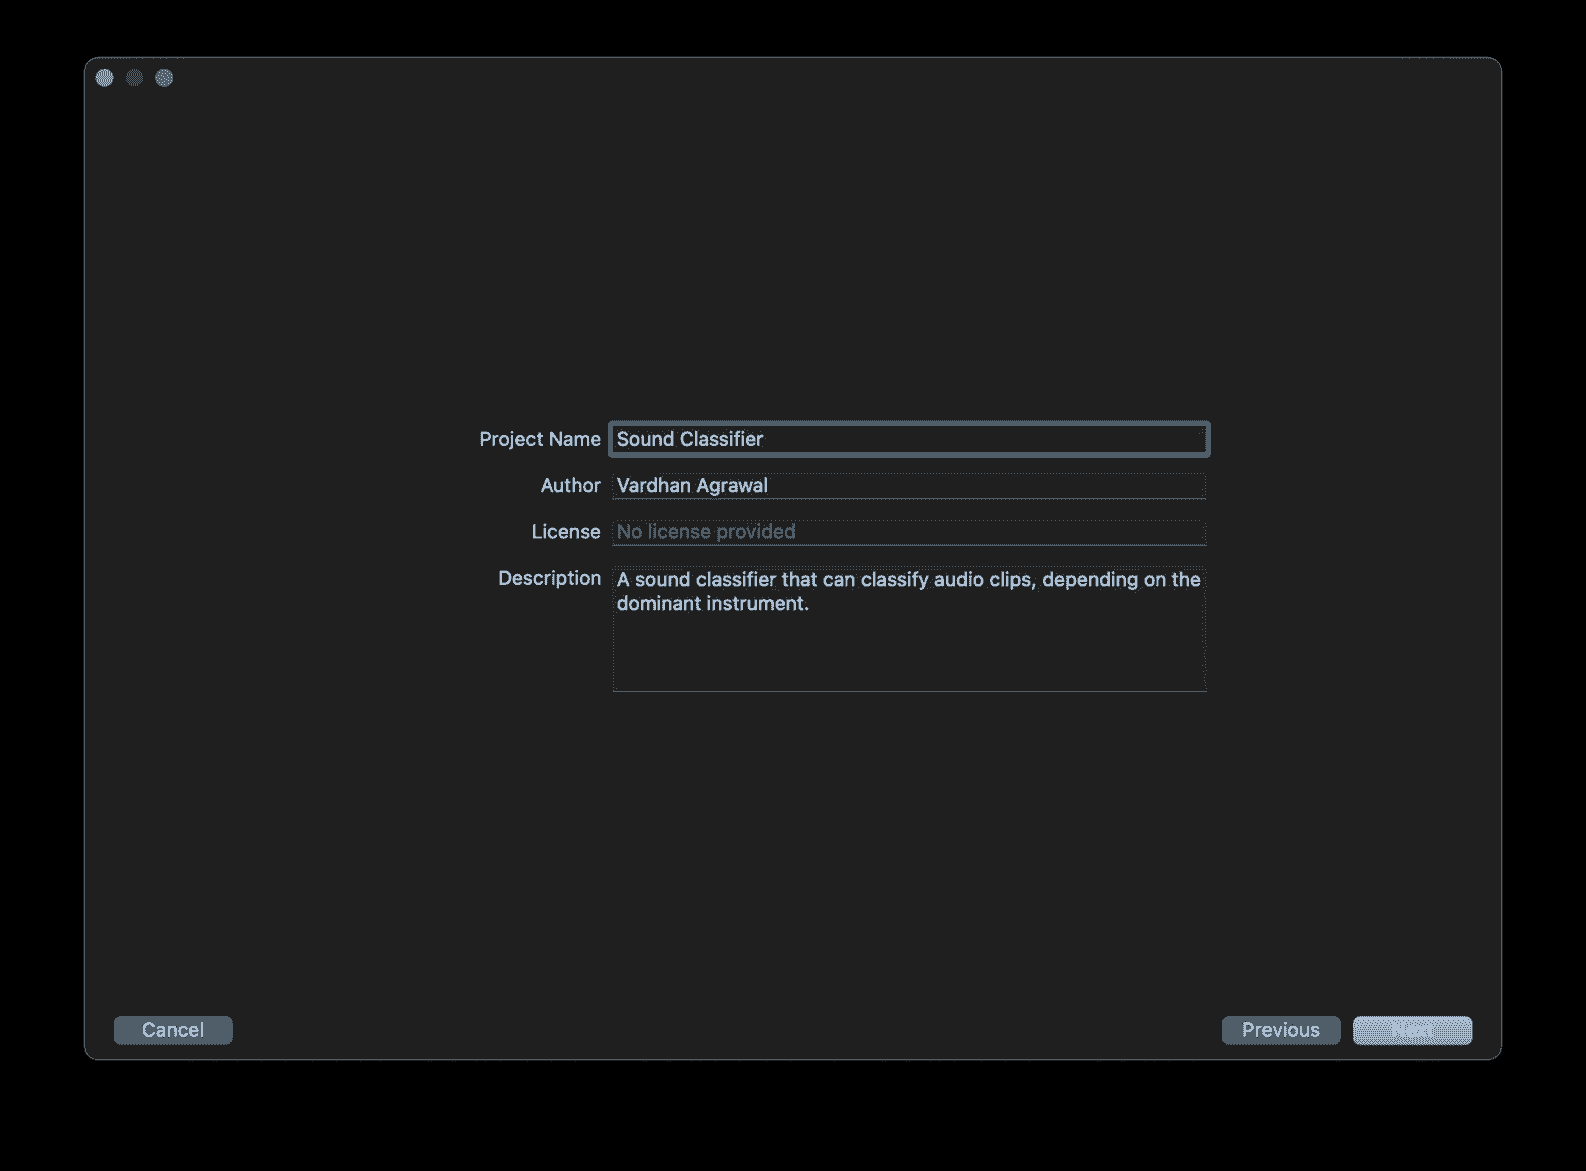 Project Name Sound Classifier
Author Vardhan Agrawal
License No license provided
Description A sound classifier that can classify audio clips, depending on the
dominant instrument.
Cancel Previous